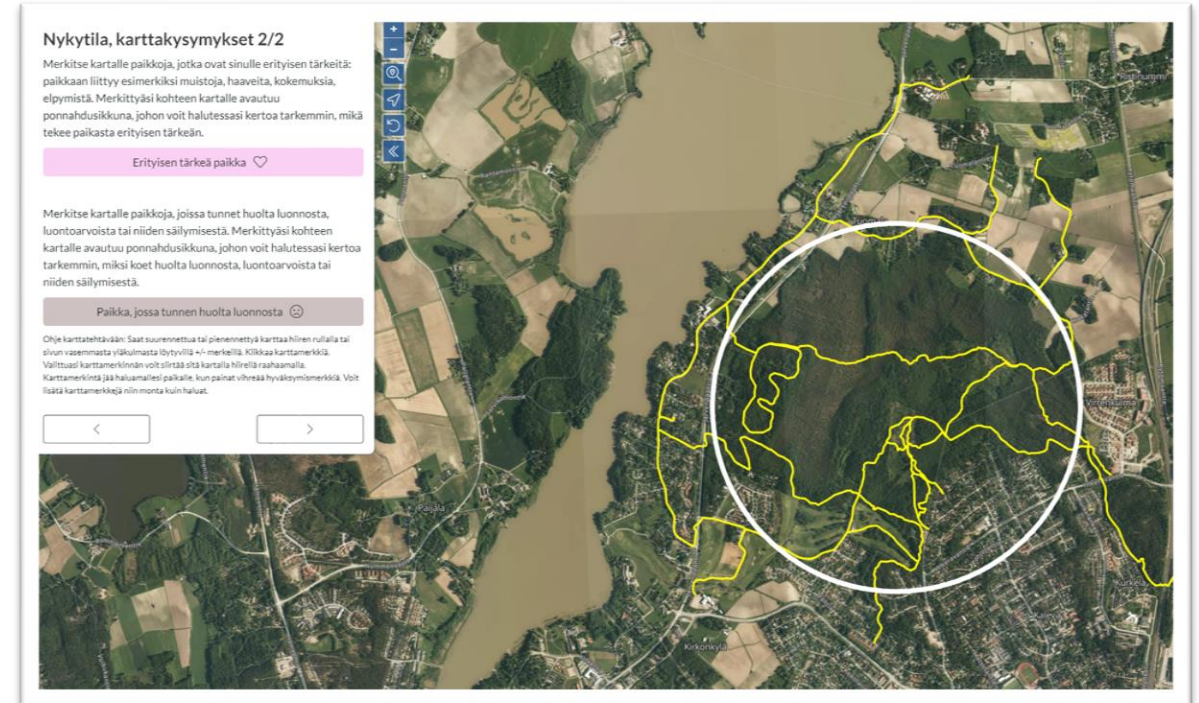 Nykytila, karttakysymykset 2/2
Merkitse kartalle paikkoja, jotka ovat sinulle erityisen tärkeitä:
paikkaan liittyy esimerkiksi muistoja, haaveita, kokemuksia,
elpymistä. Merkittyäsi kohteen kartalle avautuu
ponnahdusikkuna, johon voit halutessasi kertoa tarkemmin, mikä
tekee paikasta erityisen tärkeän.
Erityisen tärkeä paikka
Merkitse kartalle paikkoja, joissa tunnet huolta luonnosta,
luontoarvoista tai niiden säilymisestä. Merkittyäsi kohteen
kartalle avautuu ponnahdusikkuna, johon voit halutessasi kertoa
tarkemmin, miksi koet huolta luonnosta, luontoarvoista tai
niiden säilymisestä.
Paikka, jossa tunnen huolta luonnosta
Ohje karttatehtävään: Saat suurennettua tai pienennettyä karttaa hiiren rullalla tai
sivun vasemmasta yläkulmasta löytyvillä +/- merkeillä. Klikkaa karttamerkkiä.
Valittuasi karttamerkinnän voit siirtää sitä kartalla hiirellä raahaamalla.
Karttamerkintä jää haluamallesi paikalle, kun painat vihreää hyväksymismerkkiä. Voit
lisätä karttamerkkejä niin monta kuin haluat.
Ristinummi
Virrenkulma
Paijala
Kurkela
Kirkonkylä